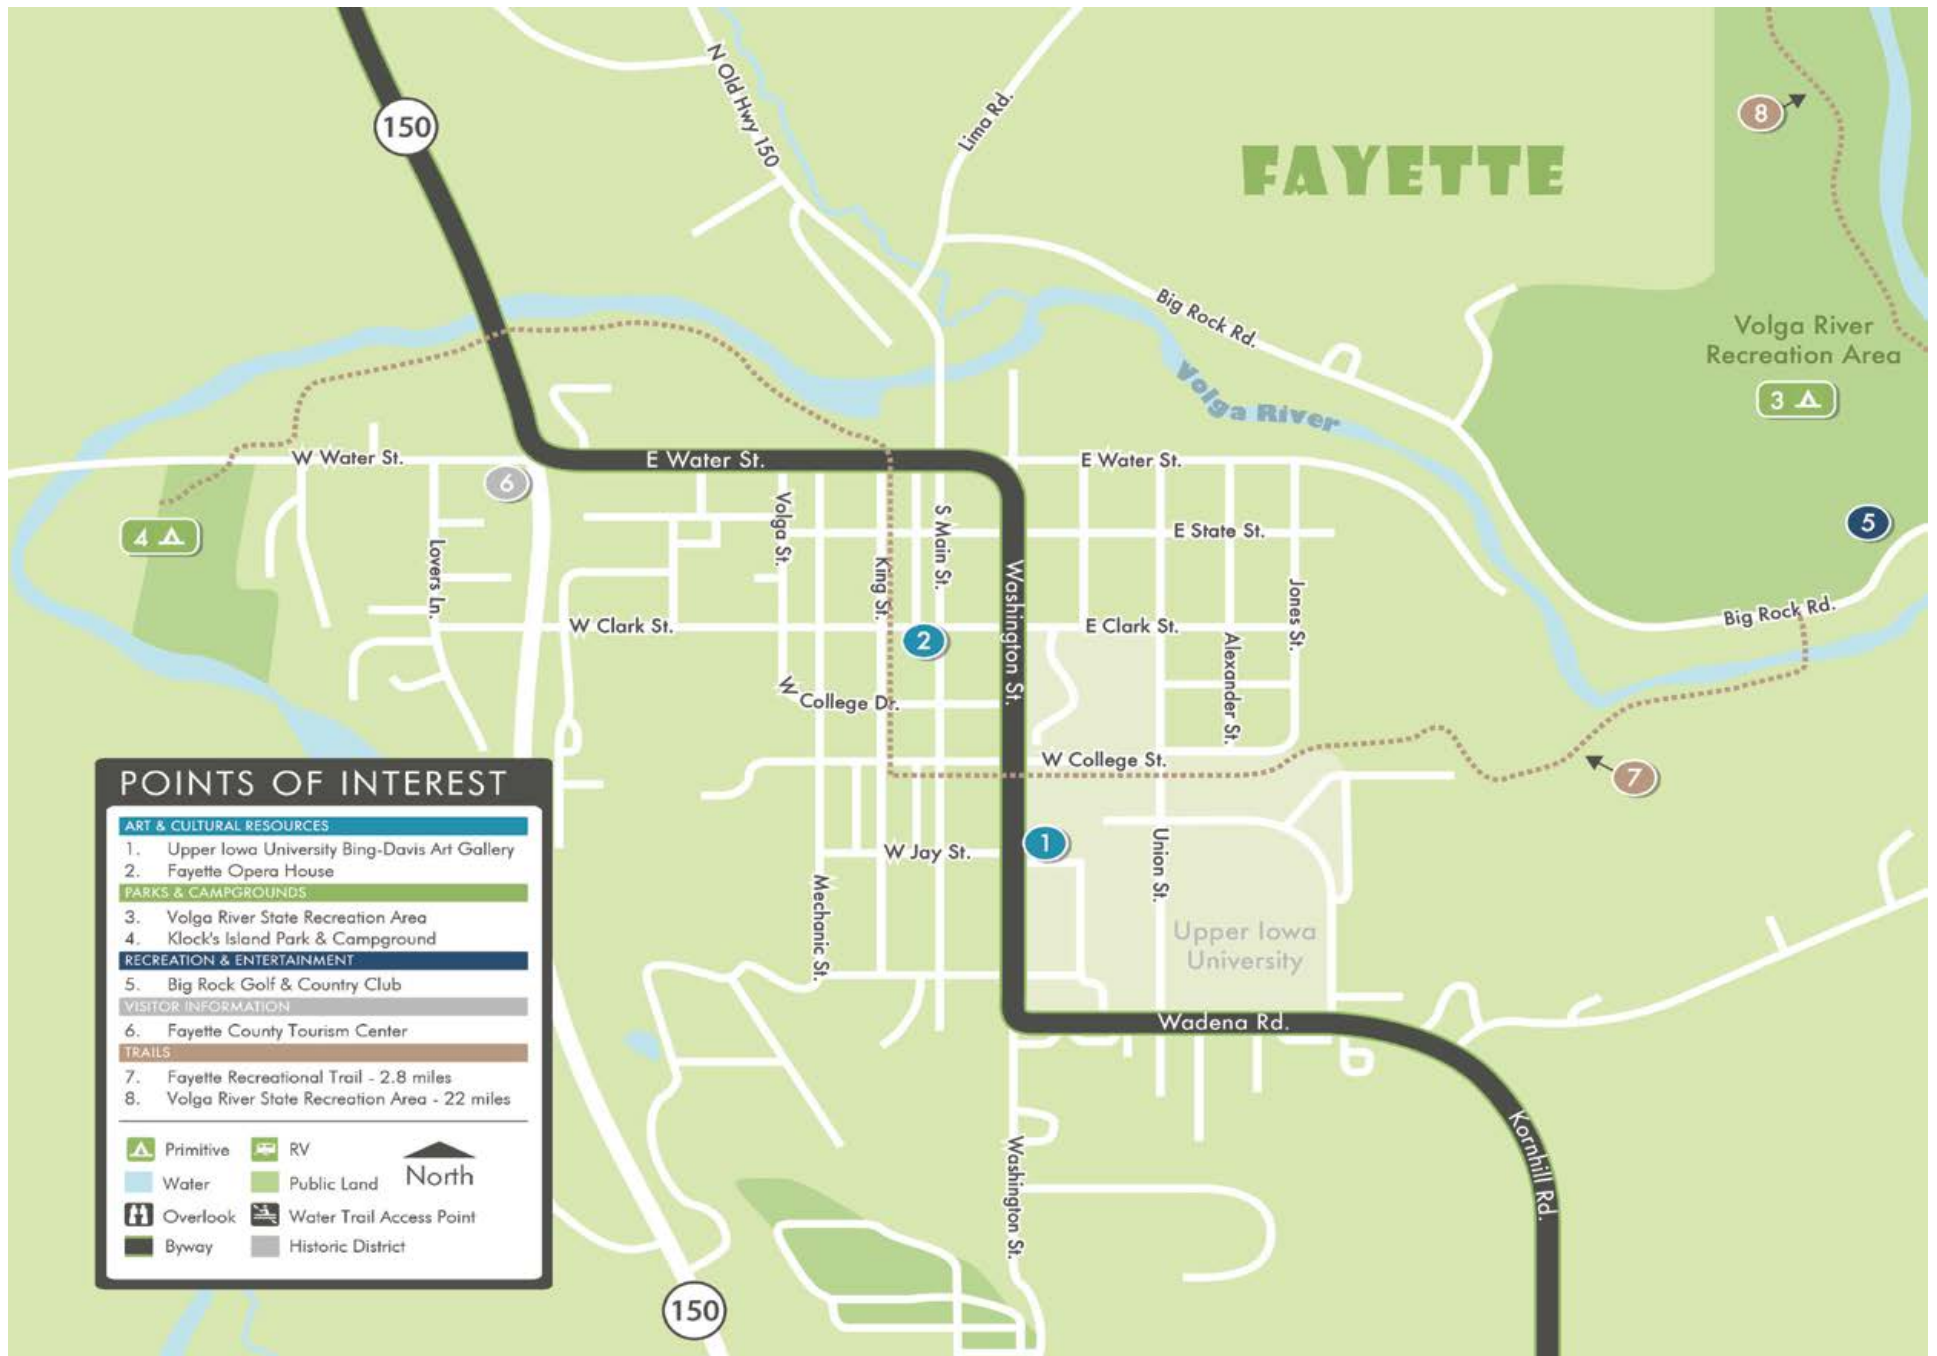 150
N Old Hwy 150
Lima Rd.
FAYETTE
8
Big Rock Rd.
Volga River
Recreation Area
3
Volga River
W Water St.
E Water St.
E Water St.
6
4
5
Lovers Ln.
Volga St.
King St.
S Main St.
Washington St.
E State St.
Jones St.
W Clark St.
2
E Clark St.
Alexander St.
Big Rock Rd.
W College Dr.
W College St.
7
1
W Jay St.
Mechanic St.
Union St.
Upper Iowa
University
Wadena Rd.
Kornhill Rd.
Washington St.
150
POINTS OF INTEREST
ART & CULTURAL RESOURCES
1. Upper Iowa University Bing-Davis Art Gallery
2. Fayette Opera House
PARKS & CAMPGROUNDS
3. Volga River State Recreation Area
4. Klock's Island Park & Campground
RECREATION & ENTERTAINMENT
5. Big Rock Golf & Country Club
VISITOR INFORMATION
6. Fayette County Tourism Center
TRAILS
7. Fayette Recreational Trail - 2.8 miles
8. Volga River State Recreation Area - 22 miles
Primitive
RV
North
Water
Public Land
Overlook
Water Trail Access Point
Byway
Historic District